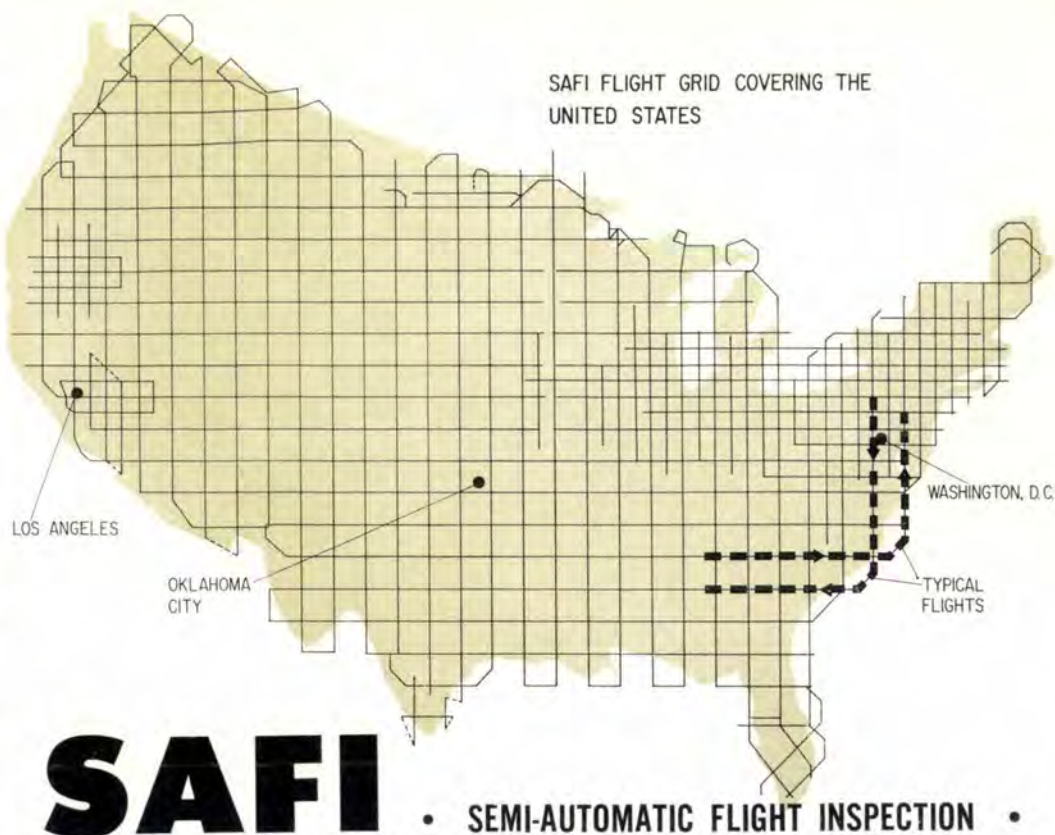 SAFI FLIGHT GRID COVERING THE
UNITED STATES
LOS ANGELES
OKLAHOMA
CITY
WASHINGTON, D.C.
TYPICAL
FLIGHTS
SAFI • SEMI-AUTOMATIC FLIGHT INSPECTION •